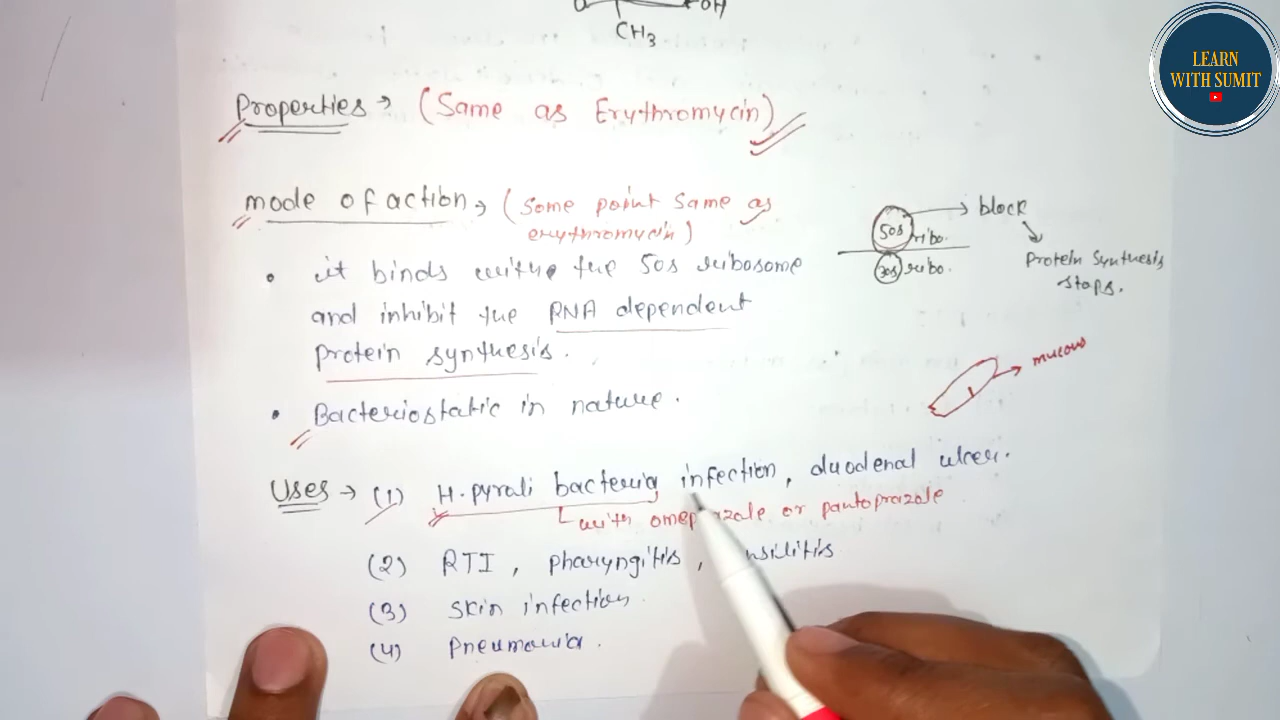 OH
CH3
LEARN
WITH SUMIT
Properties → (Same as Erythromycin)
mode of action → (Some point Same as
erythromycin)
50s ribo.
30s ribo.
→ block
Protein Synthesis
stops.
• it binds withe the 50s ribosome
and inhibit the RNA dependent
protein synthesis.
→ mucous
• Bacteriostatic in nature.
Uses → (1) H. pyrali bacteria infection, duodenal ulcer.
with omeprazole or pantoprazole
(2) RTI, pharyngitis,
(3) Skin infection
(4) Pneumonia.